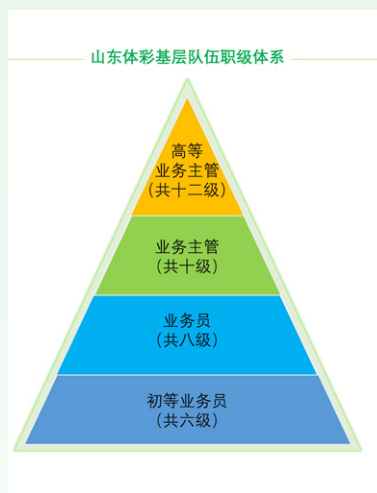 山东体彩基层队伍职级体系
高等
业务主管
(共十二级)
业务主管
(共十级)
业务员
(共八级)
初等业务员
(共六级)